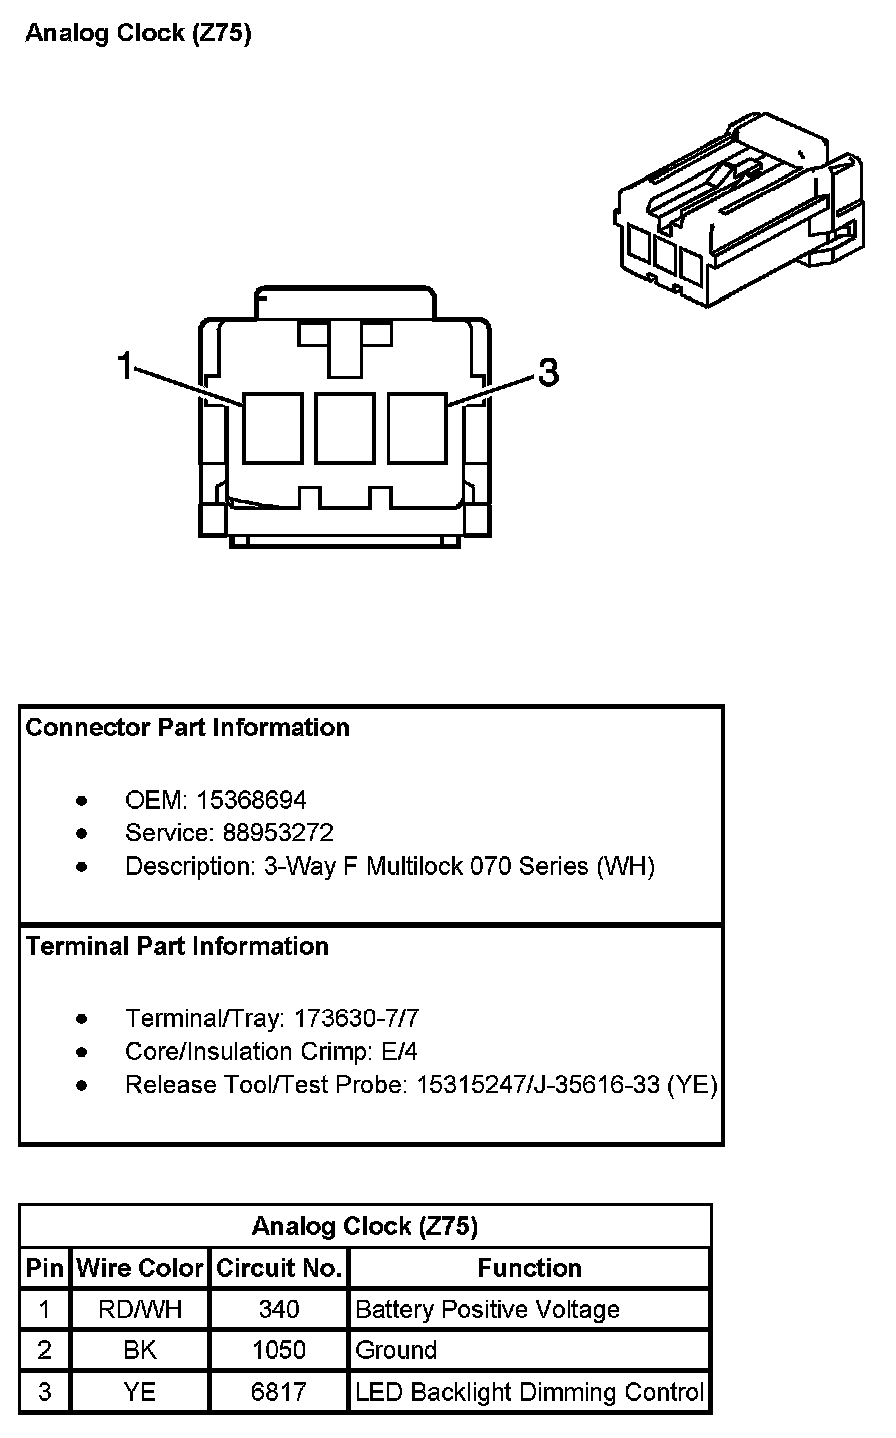 Analog Clock (Z75)
1
3
Connector Part Information
• OEM: 15368694
• Service: 88953272
• Description: 3-Way F Multilock 070 Series (WH)
Terminal Part Information
• Terminal/Tray: 173630-7/7
• Core/Insulation Crimp: E/4
• Release Tool/Test Probe: 15315247/J-35616-33 (YE)
Analog Clock (Z75)
Pin Wire Color Circuit No. Function
1 RD/WH 340 Battery Positive Voltage
2 BK 1050 Ground
3 YE 6817 LED Backlight Dimming Control